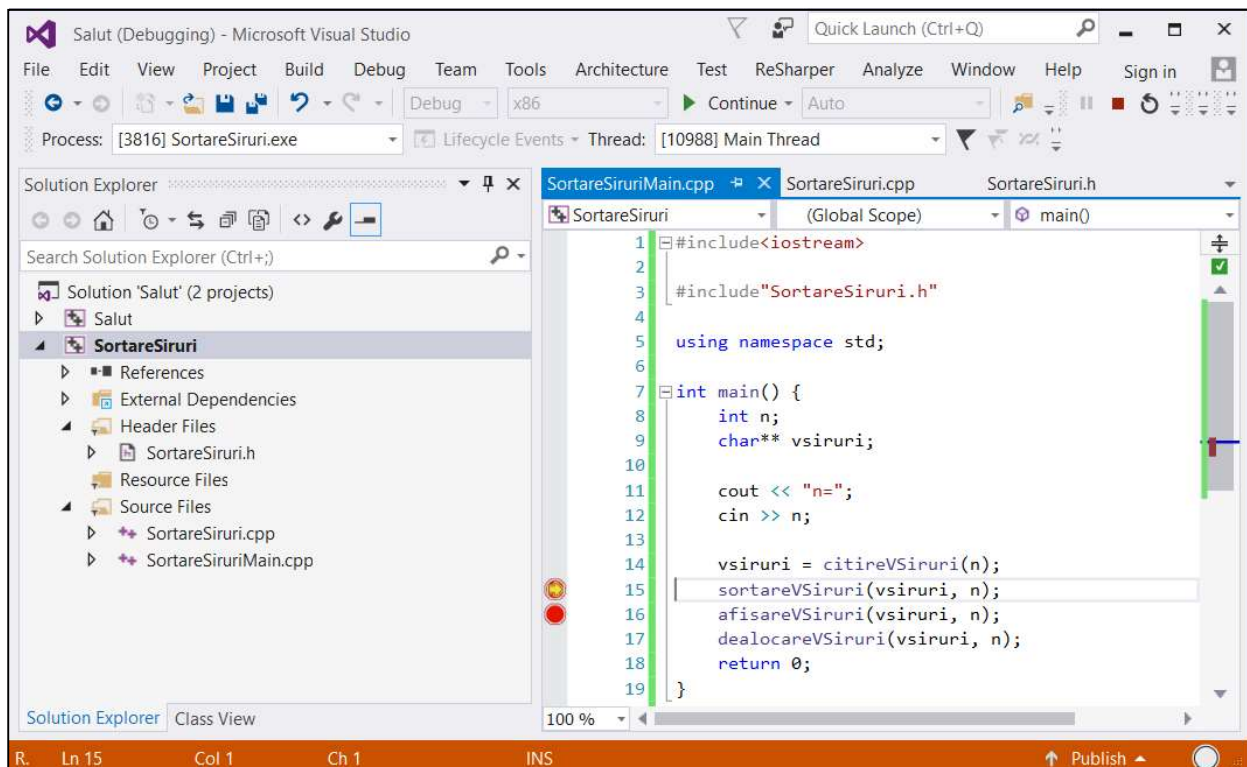 Salut (Debugging) - Microsoft Visual Studio
Quick Launch (Ctrl+Q)
File Edit View Project Build Debug Team Tools Architecture Test ReSharper Analyze Window Help Sign in
Debug x86 Continue Auto
Process: [3816] SortareSiruri.exe Lifecycle Events Thread: [10988] Main Thread
Solution Explorer
Search Solution Explorer (Ctrl+;)
Solution 'Salut' (2 projects)
Salut
SortareSiruri
References
External Dependencies
Header Files
SortareSiruri.h
Resource Files
Source Files
SortareSiruri.cpp
SortareSiruriMain.cpp
Solution Explorer Class View
SortareSiruriMain.cpp SortareSiruri.cpp SortareSiruri.h
SortareSiruri (Global Scope) main()
1 #include<iostream>
2
3 #include"SortareSiruri.h"
4
5 using namespace std;
6
7 int main() {
8 int n;
9 char** vsiruri;
10
11 cout << "n=";
12 cin >> n;
13
14 vsiruri = citireVSiruri(n);
15 sortareVSiruri(vsiruri, n);
16 afisareVSiruri(vsiruri, n);
17 dealocareVSiruri(vsiruri, n);
18 return 0;
19 }
100 %
R. Ln 15 Col 1 Ch 1 INS Publish